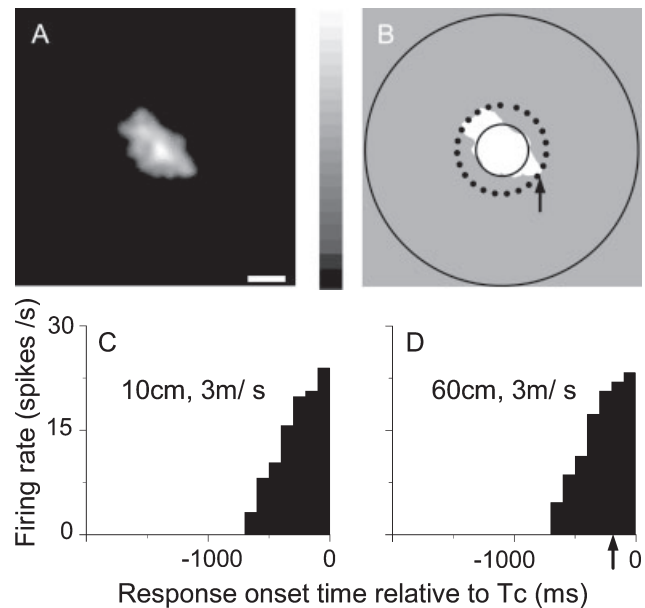 A
B
30
C
D
10cm, 3m/ s
60cm, 3m/ s
Firing rate (spikes /s)
15
0
-1000
0
-1000
0
Response onset time relative to Tc (ms)